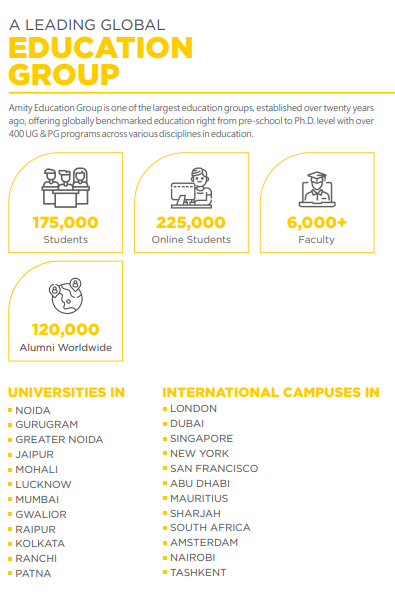 A LEADING GLOBAL
EDUCATION
GROUP
Amity Education Group is one of the largest education groups, established over twenty years
ago, offering globally benchmarked education right from pre-school to Ph.D. level with over
400 UG & PG programs across various disciplines in education.
175,000
Students
225,000
Online Students
6,000+
Faculty
120,000
Alumni Worldwide
UNIVERSITIES IN
NOIDA
GURUGRAM
GREATER NOIDA
JAIPUR
MOHALI
LUCKNOW
MUMBAI
GWALIOR
RAIPUR
KOLKATA
RANCHI
PATNA
INTERNATIONAL CAMPUSES IN
LONDON
DUBAI
SINGAPORE
NEW YORK
SAN FRANCISCO
ABU DHABI
MAURITIUS
SHARJAH
SOUTH AFRICA
AMSTERDAM
NAIROBI
TASHKENT